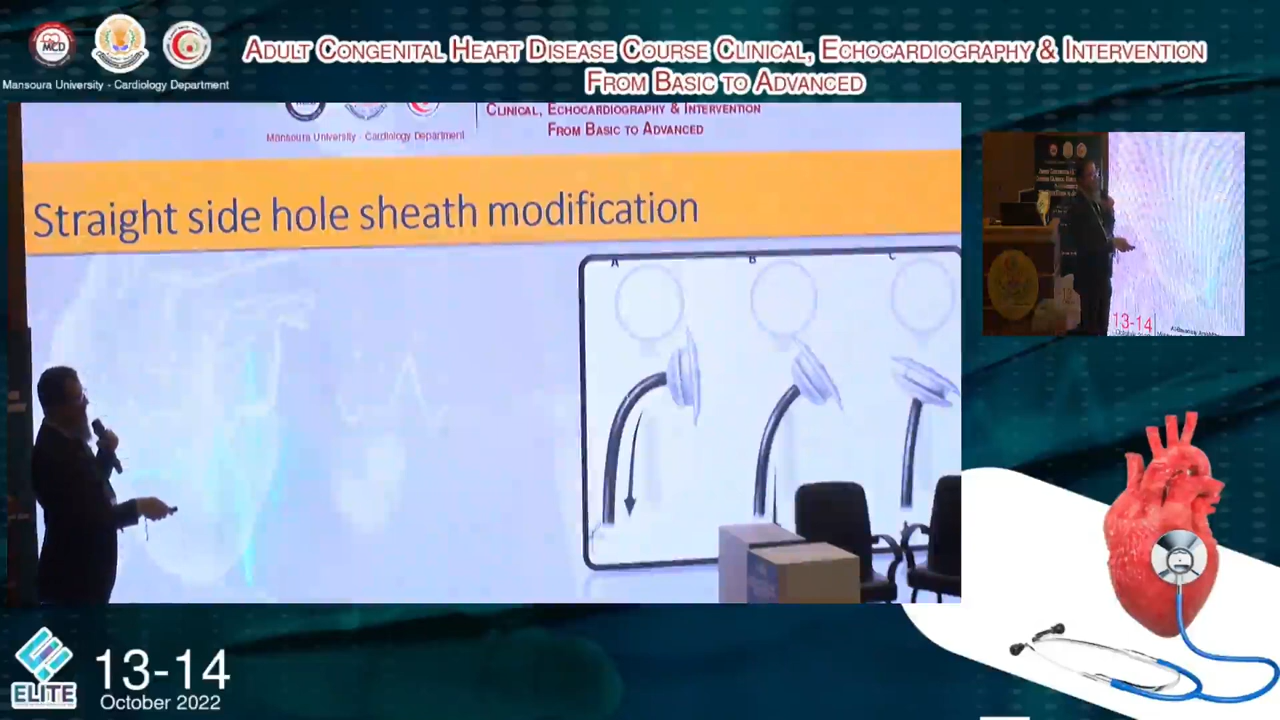 MCD
Mansoura University - Cardiology Department
ADULT CONGENITAL HEART DISEASE COURSE CLINICAL, ECHOCARDIOGRAPHY & INTERVENTION
FROM BASIC TO ADVANCED
Mansoura University - Cardiology Department
CLINICAL, ECHOCARDIOGRAPHY & INTERVENTION
FROM BASIC TO ADVANCED
Straight side hole sheath modification
A
B
C
13-14
ELITE
13-14
October 2022